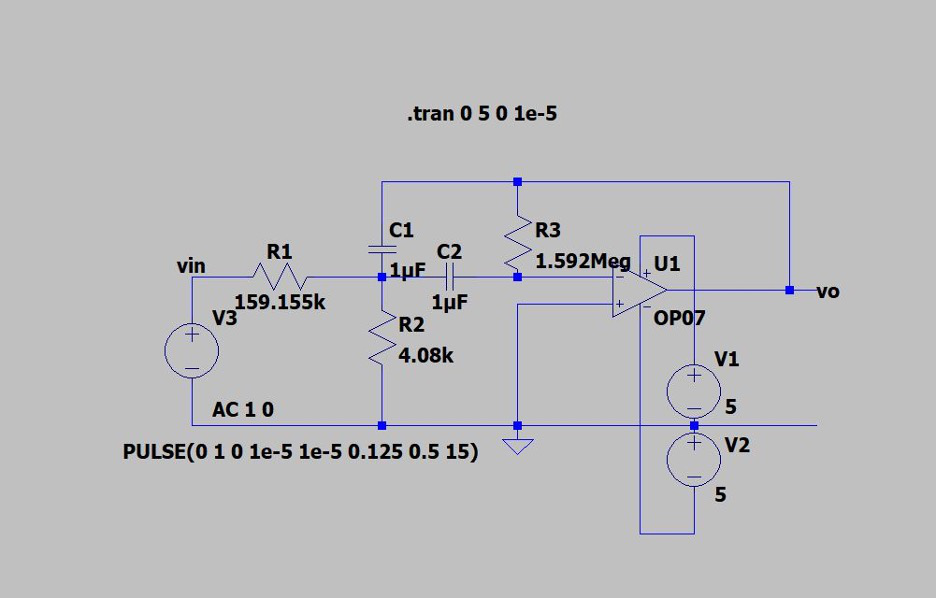 .tran 0 5 0 1e-5
C1
1µF
R3
1.592Meg
C2
1µF
R1
159.155k
vin
U1
OP07
vo
+
−
+
−
V3
+
−
R2
4.08k
V1
+
−
5
AC 1 0
PULSE(0 1 0 1e-5 1e-5 0.125 0.5 15)
V2
+
−
5